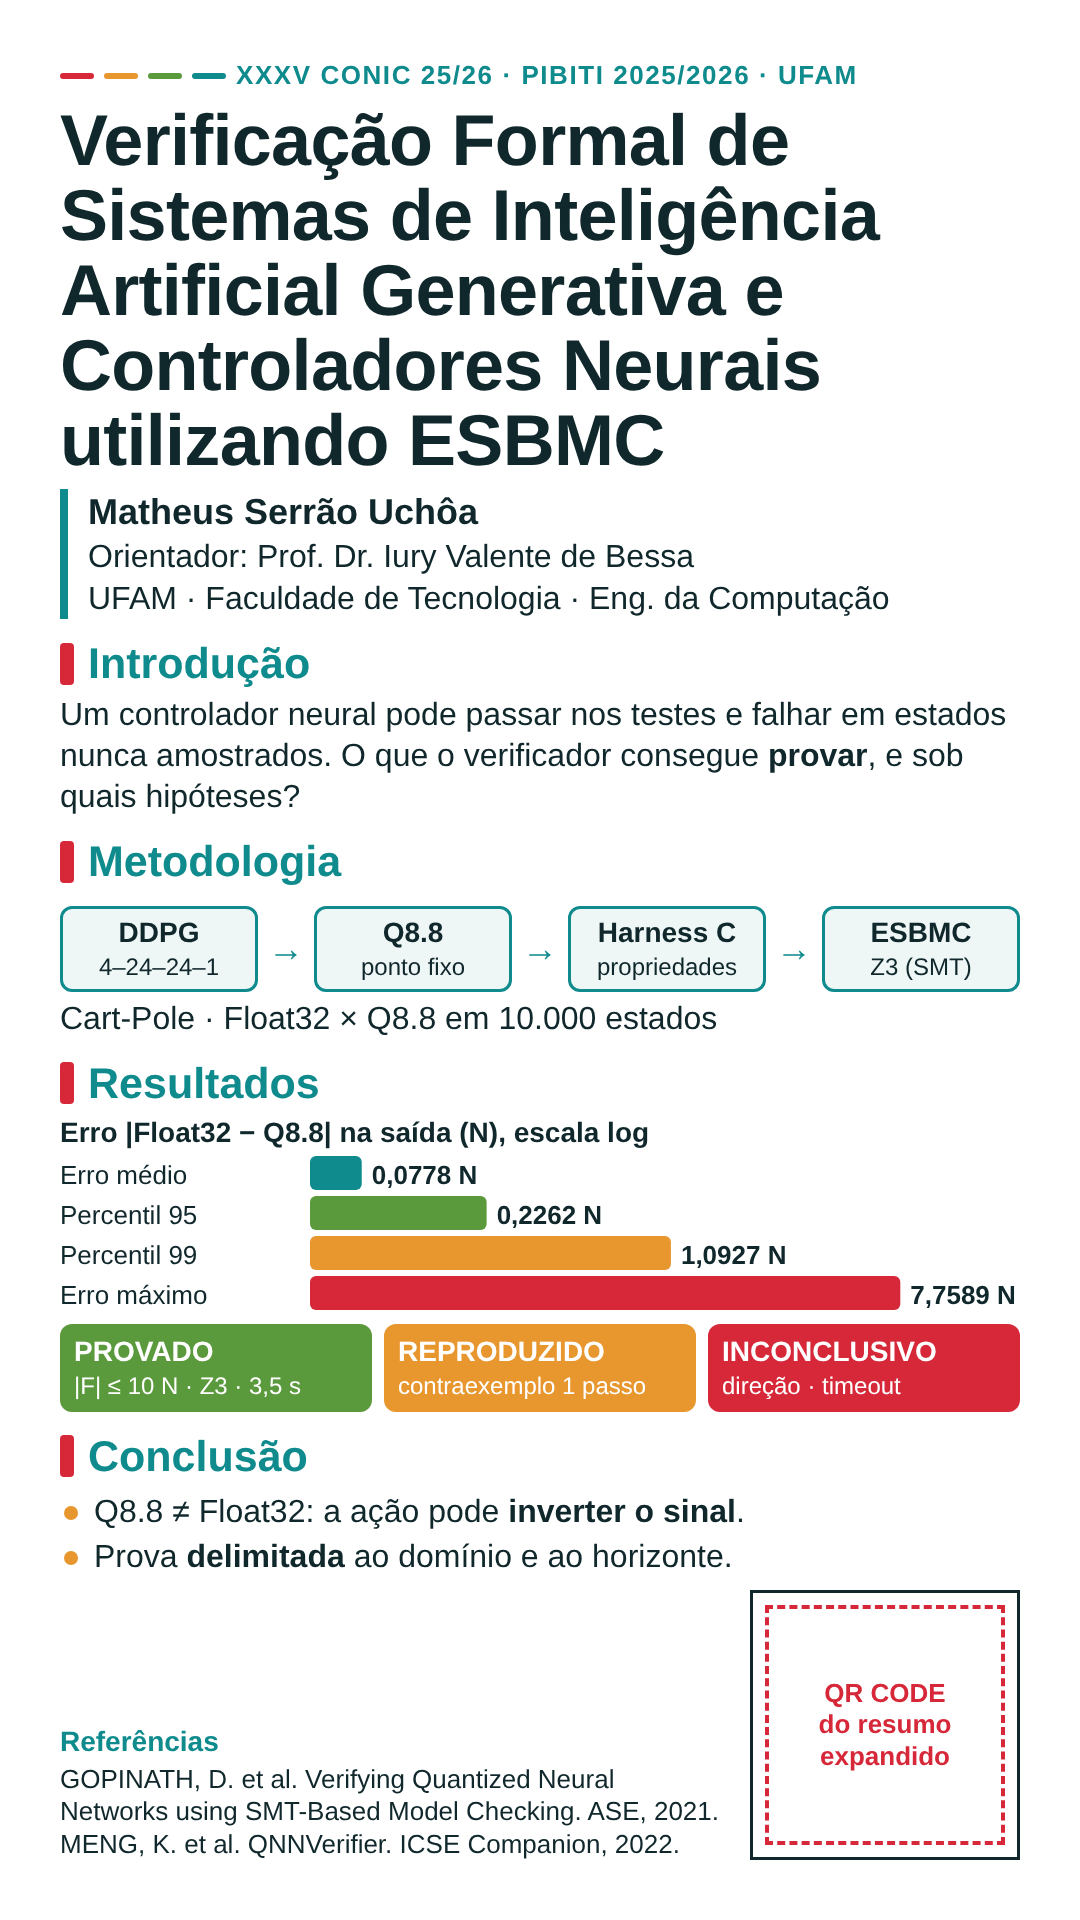 XXXV CONIC 25/26 · PIBITI 2025/2026 · UFAM
Verificação Formal de
Sistemas de Inteligência
Artificial Generativa e
Controladores Neurais
utilizando ESBMC
Matheus Serrão Uchôa
Orientador: Prof. Dr. Iury Valente de Bessa
UFAM · Faculdade de Tecnologia · Eng. da Computação
Introdução
Um controlador neural pode passar nos testes e falhar em estados
nunca amostrados. O que o verificador consegue provar, e sob
quais hipóteses?
Metodologia
DDPG
4–24–24–1
→
Q8.8
ponto fixo
→
Harness C
propriedades
→
ESBMC
Z3 (SMT)
Cart-Pole · Float32 × Q8.8 em 10.000 estados
Resultados
Erro |Float32 − Q8.8| na saída (N), escala log
Erro médio 0,0778 N
Percentil 95 0,2262 N
Percentil 99 1,0927 N
Erro máximo 7,7589 N
PROVADO
|F| ≤ 10 N · Z3 · 3,5 s
REPRODUZIDO
contraexemplo 1 passo
INCONCLUSIVO
direção · timeout
Conclusão
Q8.8 ≠ Float32: a ação pode inverter o sinal.
Prova delimitada ao domínio e ao horizonte.
Referências
GOPINATH, D. et al. Verifying Quantized Neural
Networks using SMT-Based Model Checking. ASE, 2021.
MENG, K. et al. QNNVerifier. ICSE Companion, 2022.
QR CODE
do resumo
expandido